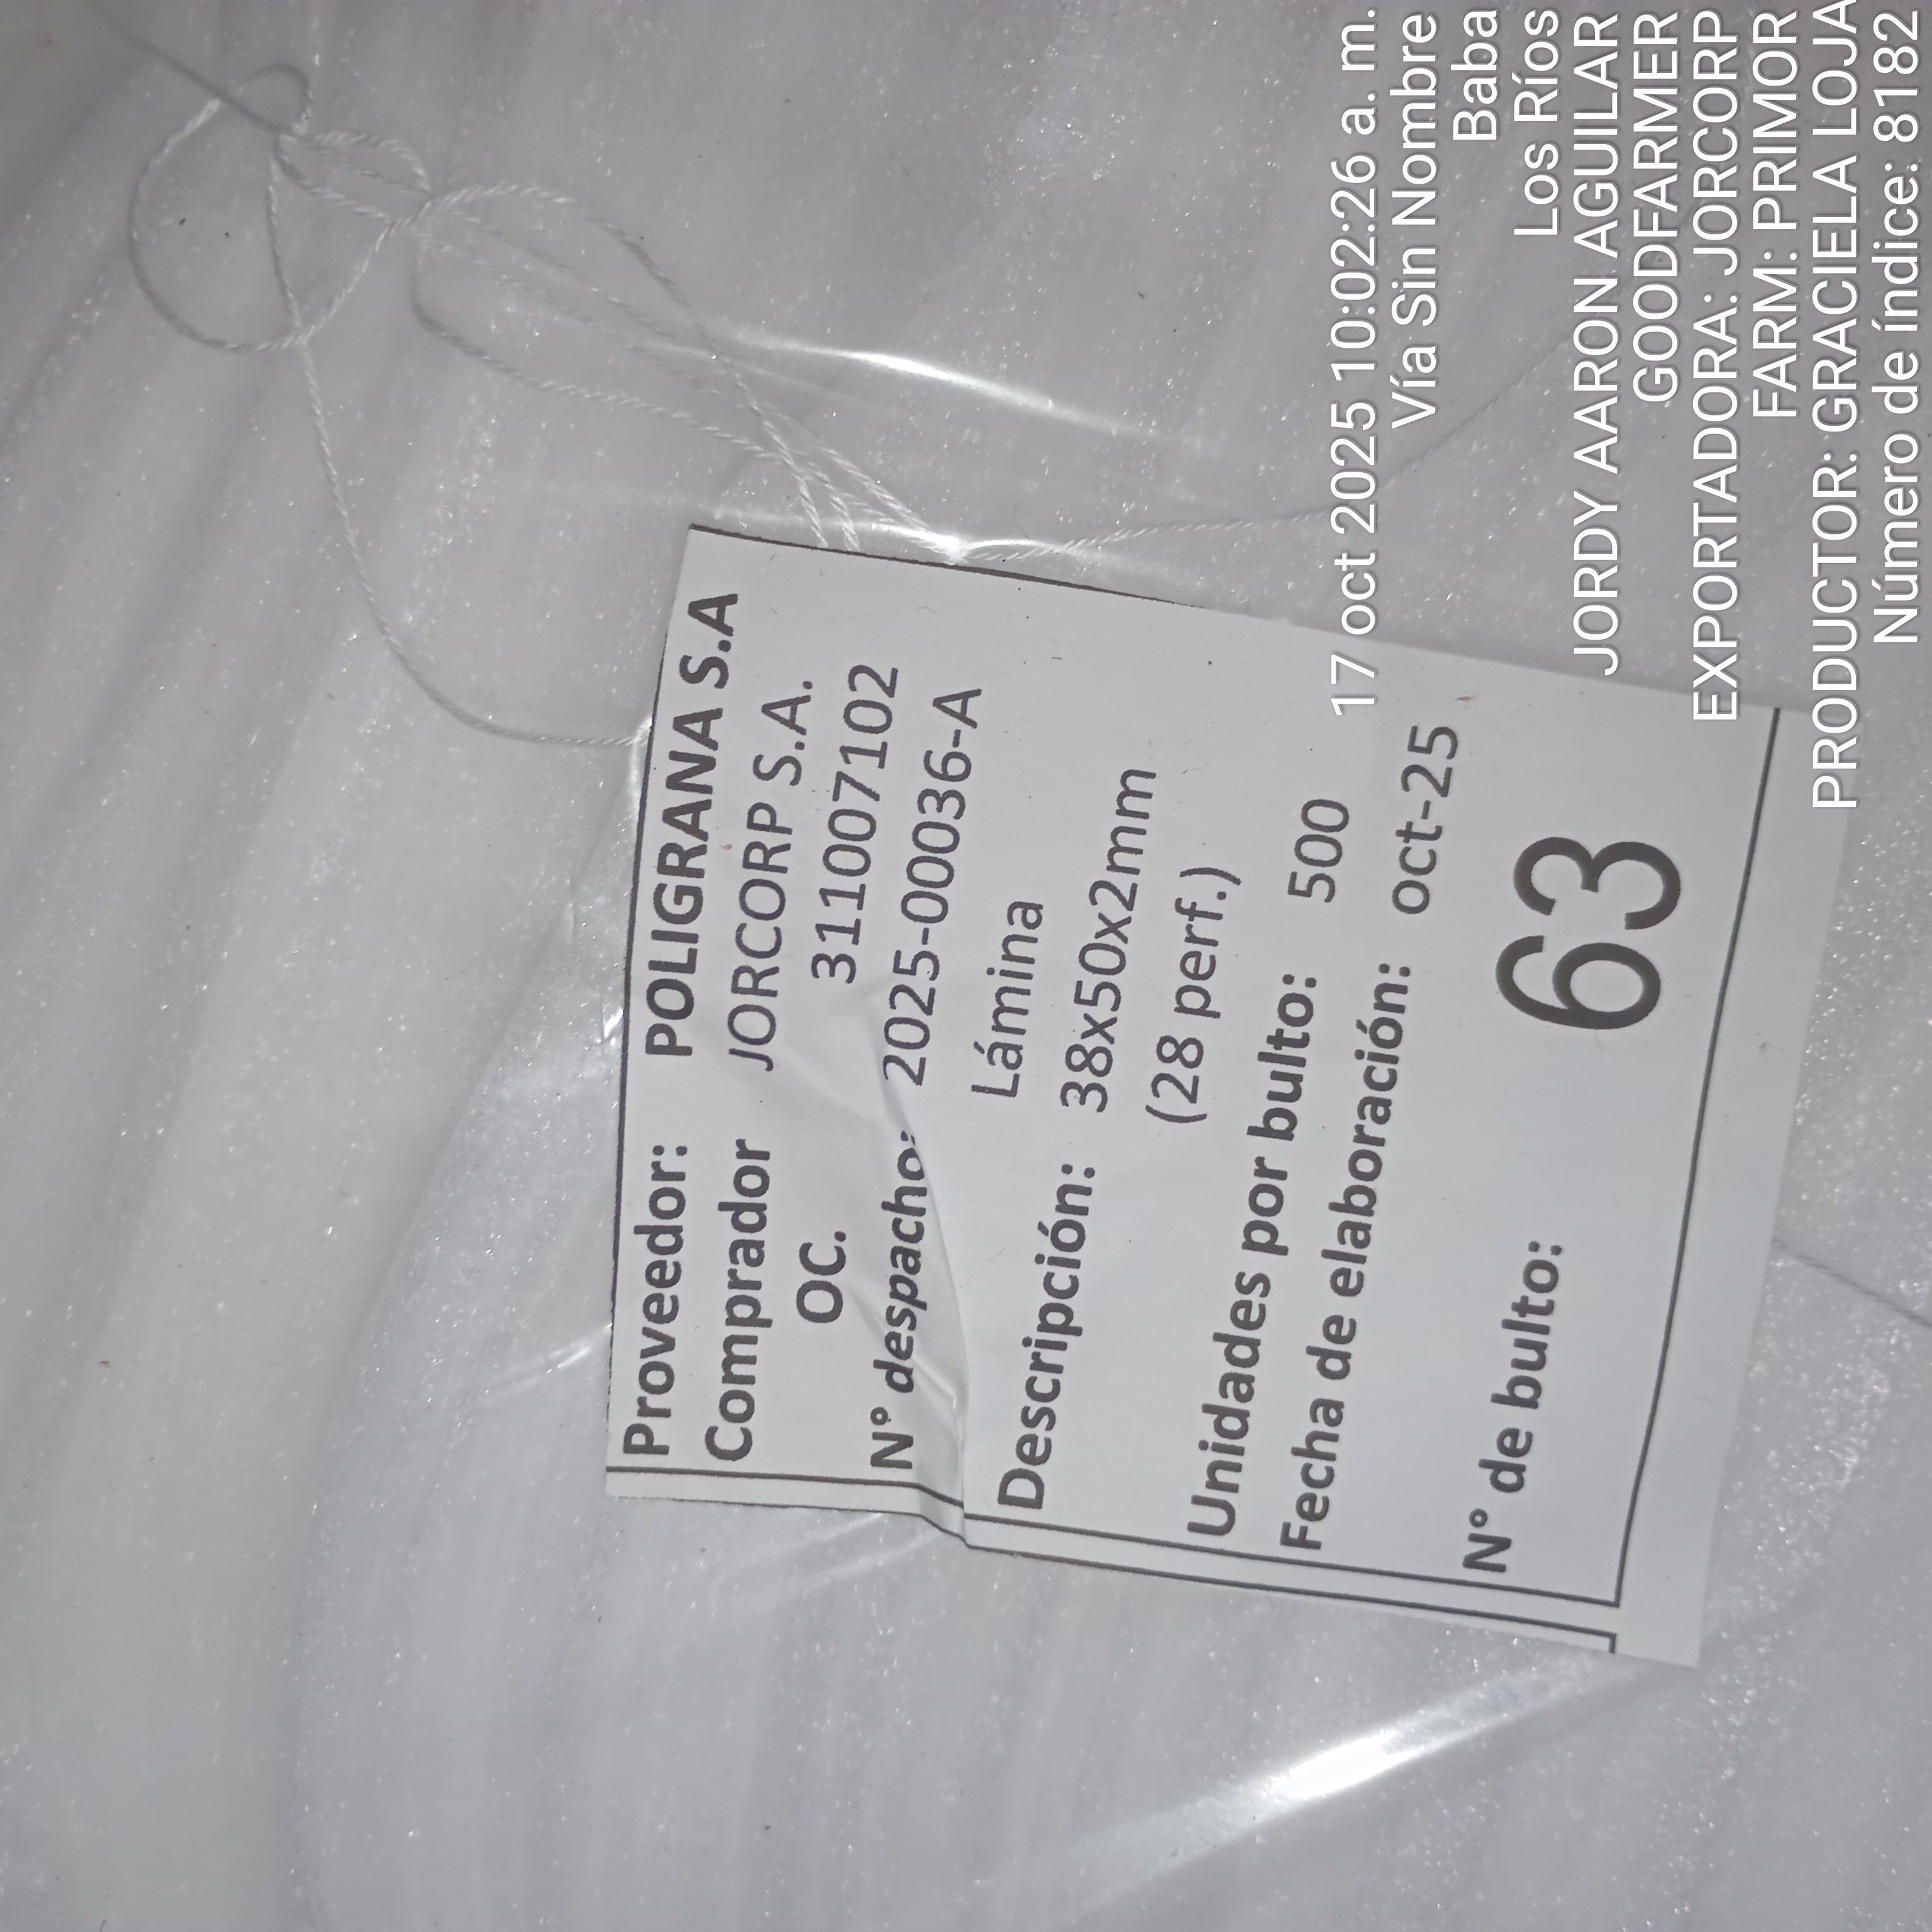 Proveedor: POLIGRANA S.A
Comprador JORCORP S.A.
OC. 311007102
N° despacho: 2025-00036-A
Lámina
Descripción: 38x50x2mm
(28 perf.)
Unidades por bulto: 500
Fecha de elaboración: oct-25
N° de bulto: 63
17 oct 2025 10:02:26 a. m.
Vía Sin Nombre
Baba
Los Ríos
JORDY AARON AGUILAR
GOODFARMER
EXPORTADORA: JORCORP
FARM: PRIMOR
PRODUCTOR: GRACIELA LOJA
Número de índice: 8182